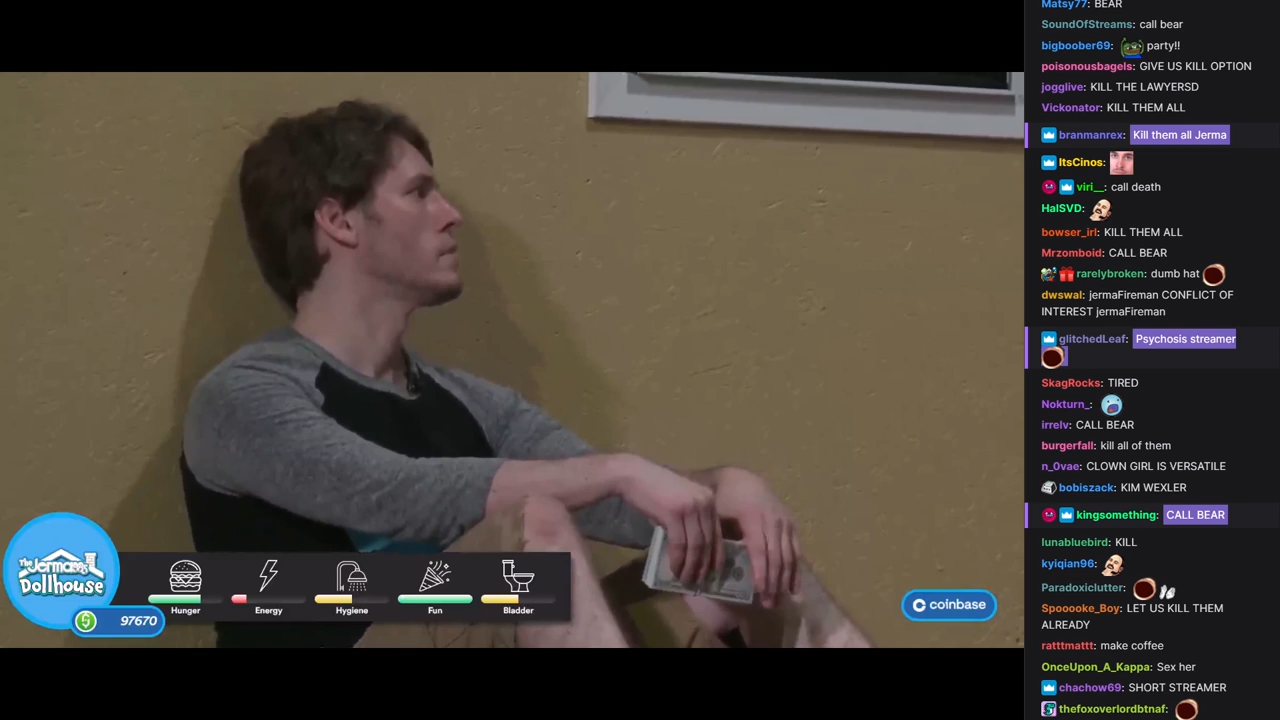 The Jerma985
Dollhouse
97670
Hunger
Energy
Hygiene
Fun
Bladder
coinbase
Matsy77: BEAR
SoundOfStreams: call bear
bigboober69: party!!
poisonousbagels: GIVE US KILL OPTION
jogglive: KILL THE LAWYERSD
Vickonator: KILL THEM ALL
branmanrex: Kill them all Jerma
ItsCinos:
viri__: call death
HalSVD:
bowser_irl: KILL THEM ALL
Mrzomboid: CALL BEAR
rarelybroken: dumb hat
dwswal: jermaFireman CONFLICT OF
INTEREST jermaFireman
glitchedLeaf: Psychosis streamer
SkagRocks: TIRED
Nokturn_:
irrelv: CALL BEAR
burgerfall: kill all of them
n_0vae: CLOWN GIRL IS VERSATILE
bobiszack: KIM WEXLER
kingsomething: CALL BEAR
lunabluebird: KILL
kyiqian96:
Paradoxiclutter:
Spooooke_Boy: LET US KILL THEM
ALREADY
ratttmattt: make coffee
OnceUpon_A_Kappa: Sex her
chachow69: SHORT STREAMER
thefoxoverlordbtnaf: